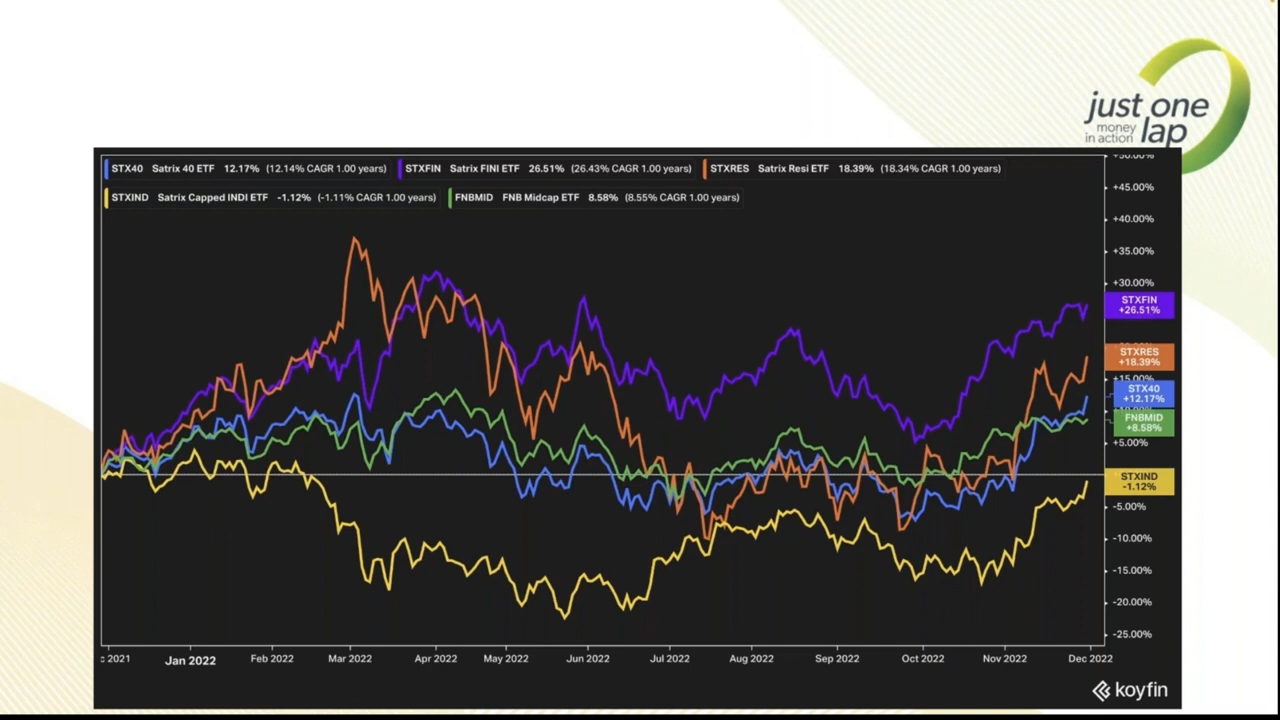 just one
money
in action lap
STX40 Satrix 40 ETF 12.17% (12.14% CAGR 1.00 years) STXFIN Satrix FINI ETF 26.51% (26.43% CAGR 1.00 years) STXRES Satrix Resi ETF 18.39% (18.34% CAGR 1.00 years)
STXIND Satrix Capped INDI ETF -1.12% (-1.11% CAGR 1.00 years) FNBMID FNB Midcap ETF 8.58% (8.55% CAGR 1.00 years)
+50.00%
+45.00%
+40.00%
+35.00%
+30.00%
STXFIN
+26.51%
STXRES
+18.39%
+15.00%
STX40
+12.17%
FNBMID
+8.58%
+5.00%
STXIND
-1.12%
-5.00%
-10.00%
-15.00%
-20.00%
-25.00%
c 2021 Jan 2022 Feb 2022 Mar 2022 Apr 2022 May 2022 Jun 2022 Jul 2022 Aug 2022 Sep 2022 Oct 2022 Nov 2022 Dec 2022
koyfin